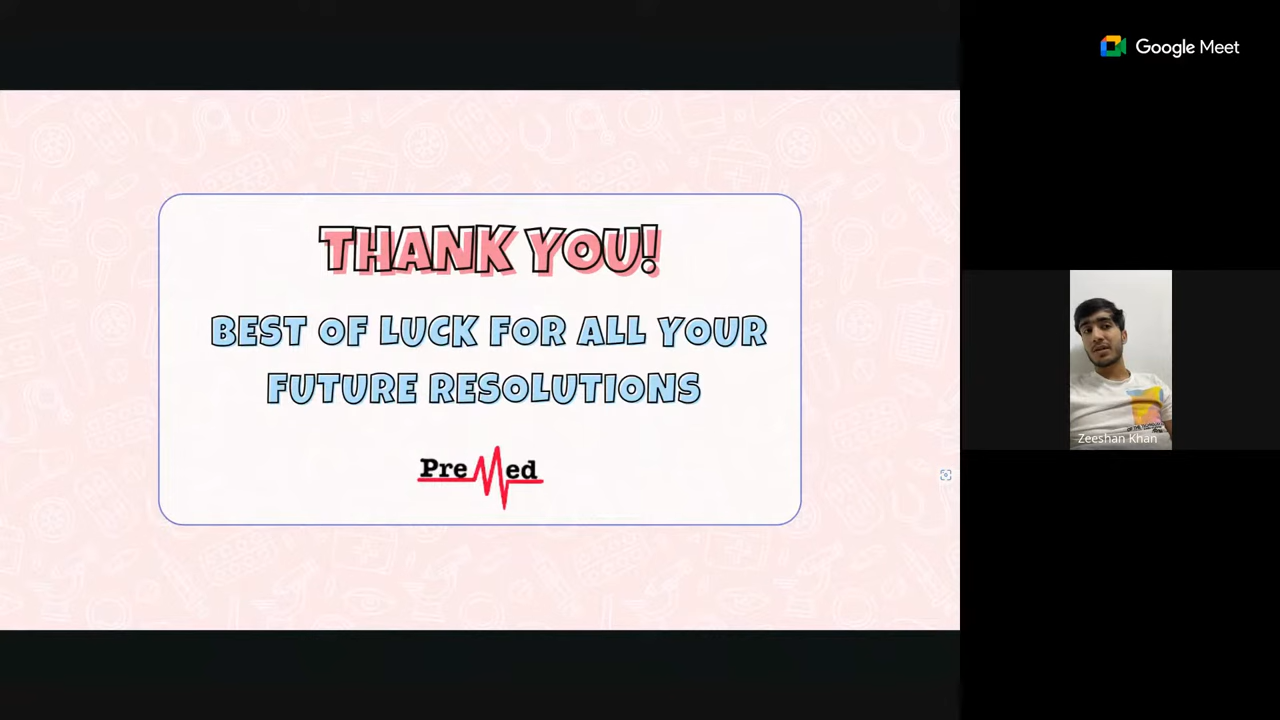 Google Meet
THANK YOU!
BEST OF LUCK FOR ALL YOUR
FUTURE RESOLUTIONS
PreMed
Zeeshan Khan